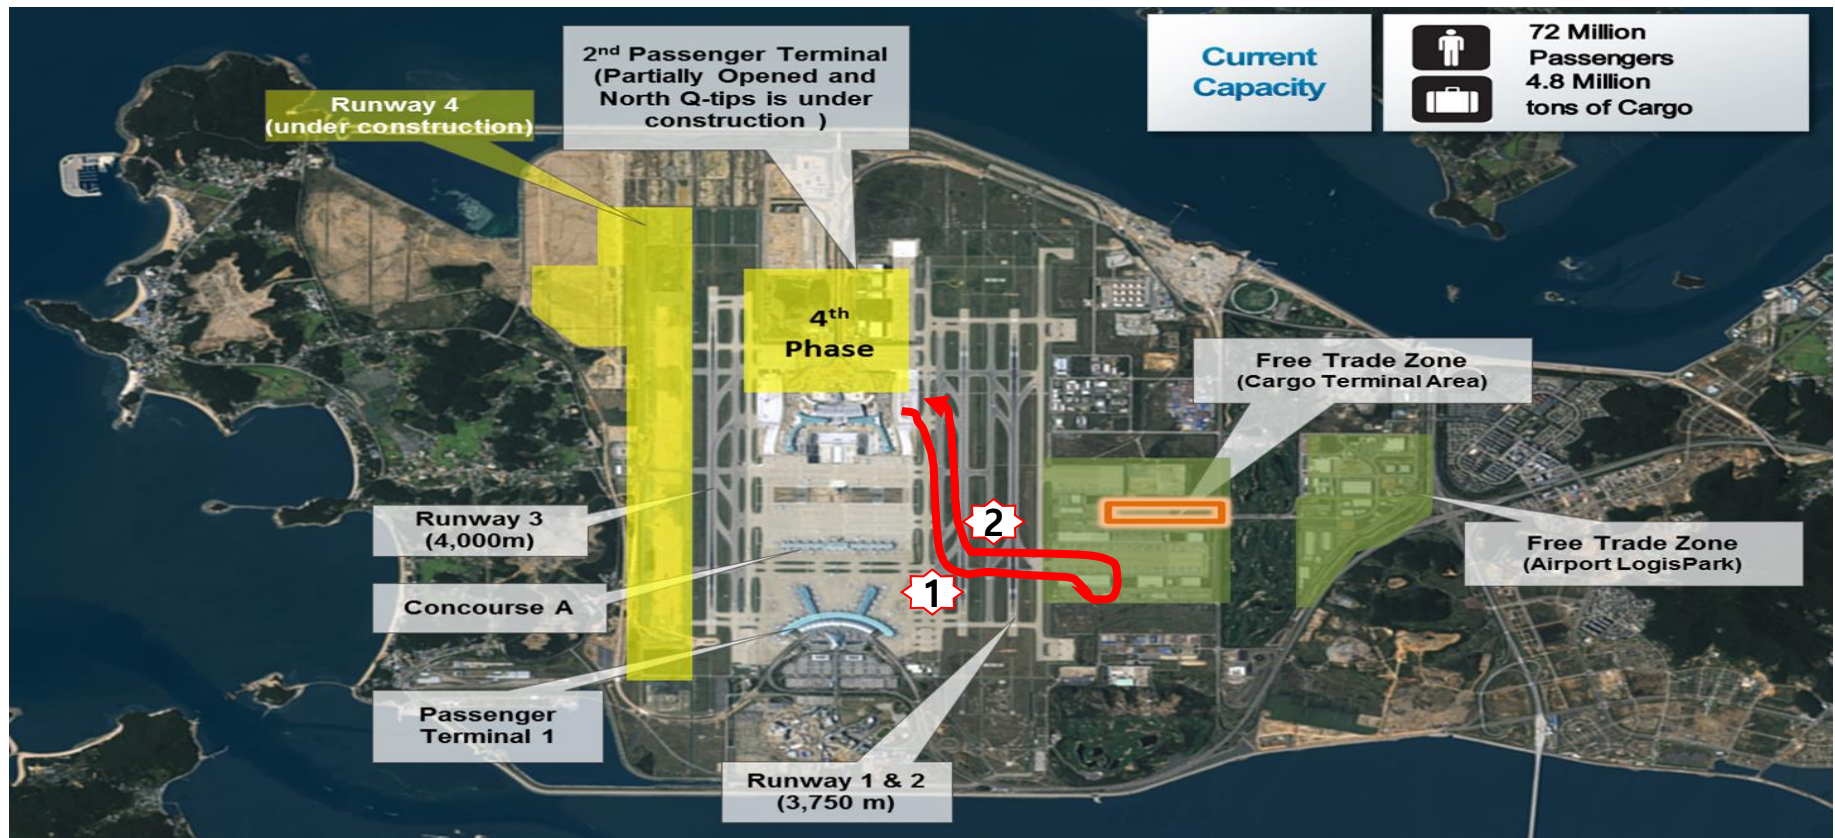 2nd Passenger Terminal
(Partially Opened and
North Q-tips is under
construction )
Current
Capacity
72 Million
Passengers
4.8 Million
tons of Cargo
Runway 4
(under construction)
4th
Phase
Free Trade Zone
(Cargo Terminal Area)
Runway 3
(4,000m)
2
Free Trade Zone
(Airport LogisPark)
1
Concourse A
Passenger
Terminal 1
Runway 1 & 2
(3,750 m)